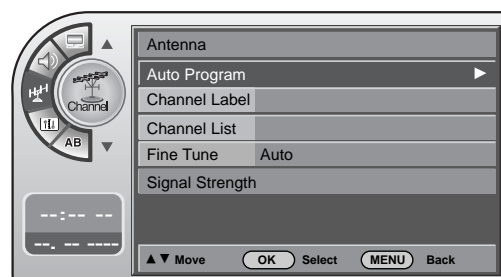 Antenna
Auto Program
Channel Label
Channel List
Fine Tune Auto
Signal Strength
Channel
AB
--:-- --
--. -- ----
▲▼ Move OK Select MENU Back